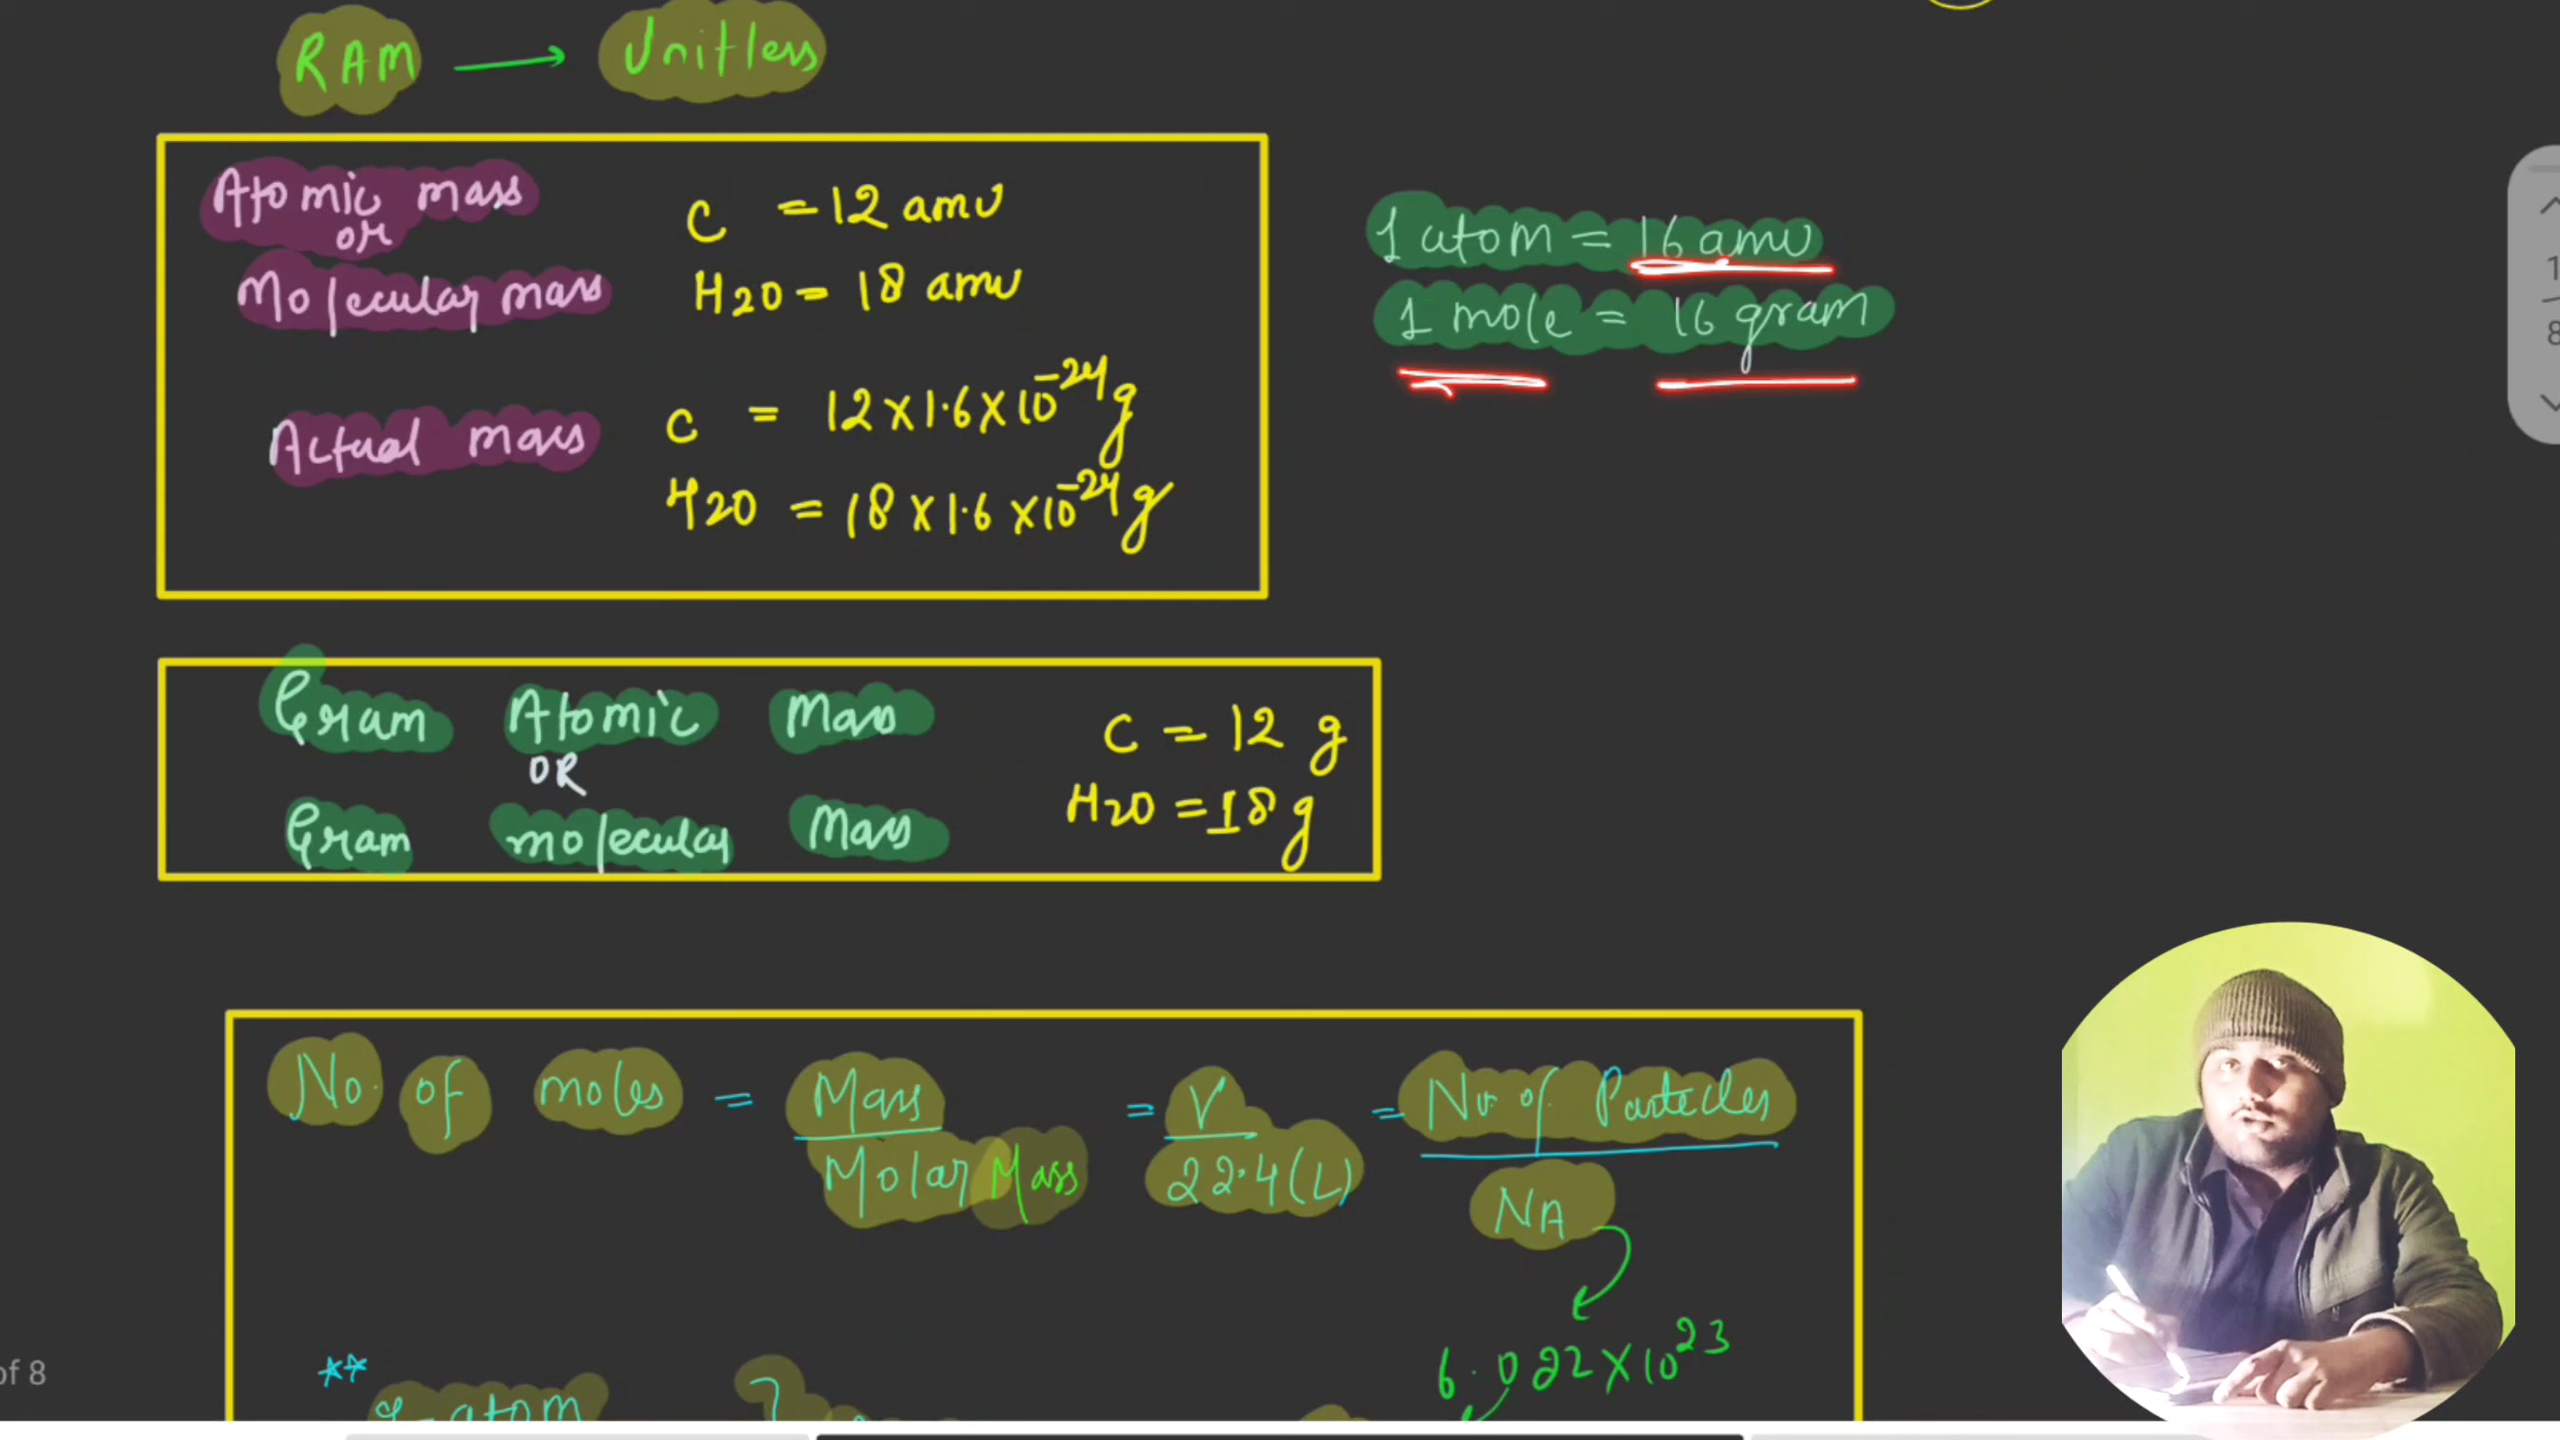 RAM → Unitless
Atomic mass
or
Molecular mass
C = 12 amu
H2O = 18 amu
Actual mass
C = 12 X 1.6 X 10⁻²⁴ g
H2O = 18 X 1.6 X 10⁻²⁴ g
1 atom = 16 amu
1 mole = 16 gram
Gram Atomic Mass
OR
Gram molecular Mass
C = 12 g
H2O = 18 g
No. of moles = Mass / Molar Mass = V / 22.4 (L) = No. of Particles / NA
6.022 X 10²³
**
g-atom
of 8
1
8